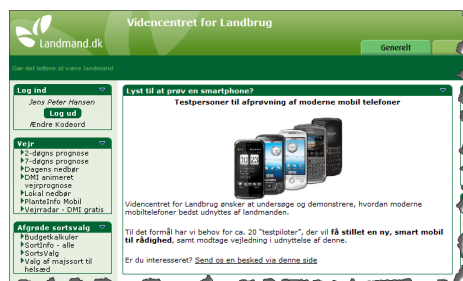 Videncentret for Landbrug
Landmand.dk
Generelt
Gør det lettere at være landmand
Log ind
Jens Peter Hansen
Log ud
Ændre Kodeord
Vejr
2-døgns prognose
7-døgns prognose
Dagens nedbør
DMI animeret
vejrprognose
Lokal nedbør
PlanteInfo Mobil
Vejrradar - DMI gratis
Afgrøde sortsvalg
Budgetkalkuler
SortInfo - alle
SortsValg
Valg af majssort til
helsæd
Lyst til at prøv en smartphone?
Testpersoner til afprøvning af moderne mobil telefoner
Videncentret for Landbrug ønsker at undersøge og demonstrere, hvordan moderne
mobiltelefoner bedst udnyttes af landmanden.
Til det formål har vi behov for ca. 20 "testpiloter", der vil få stillet en ny, smart mobil
til rådighed, samt modtage vejledning i udnyttelse af denne.
Er du interesseret? Send os en besked via denne side